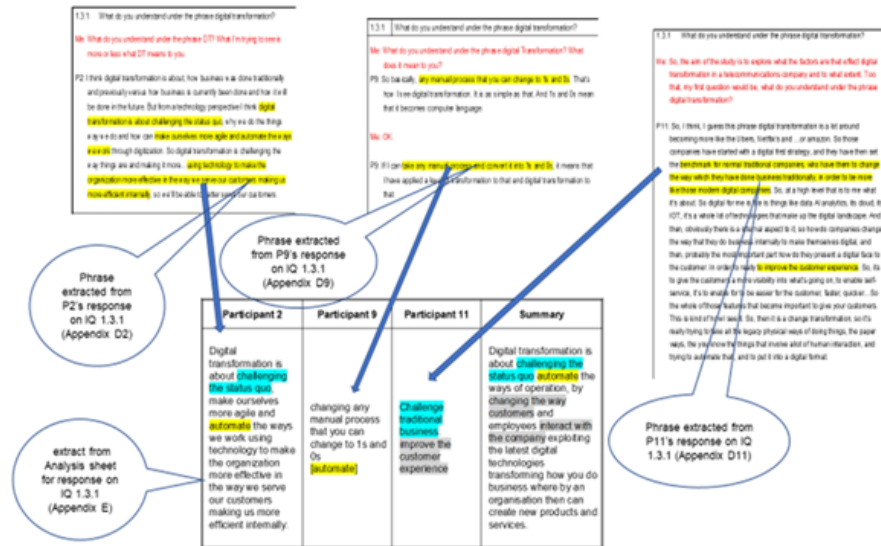 1.3.1 What do you understand under the phrase digital transformation?
Me: What do you understand under the phrase DT? What I'm trying to see is
more or less what DT means to you
P2: I think digital transformation is about, how business was done traditionally
and previously versus how business is currently been done and how it will
be done in the future. But from a technology perspective I think digital
transformation is about challenging the status quo, why we do the things
way we do and how can make ourselves more agile and automate the ways
we work through digitization. So digital transformation is challenging the
way things are and making it more... using technology to make the
organization more effective in the way we serve our customers making us
more efficient internally, so we'll be able to better serve our customers
1.3.1 What do you understand under the phrase digital transformation?
Me: What do you understand under the phrase digital Transformation? What
does it mean to you?
P9: So basically, any manual process that you can change to 1s and 0s. That's
how I see digital transformation. It is as simple as that. And 1s and 0s mean
that it becomes computer language.
Me: OK.
P9: If I can take any manual process and convert it into 1s and 0s, it means that
I have applied a level transformation to that and digital transformation to
that
1.3.1 What do you understand under the phrase digital transformation?
Me: So, the aim of the study is to explore what the factors are that effect digital
transformation in a telecommunications company and to what extent. Too
that, my first question would be, what do you understand under the phrase
digital transformation?
P11: So, I think, I guess this phrase digital transformation is a lot around
becoming more like the Ubers, Netflix's and ... or amazon. So those
companies have started with a digital first strategy, and they have then set
the benchmark for normal traditional companies, who have them to change
the way which they have done business traditionally, in order to be more
like those modern digital companies. So, at a high level that is to me what
it's about. So digital for me is things like data AI analytics, its cloud, its
IOT, it's a whole lot of technologies that make up the digital landscape. And
then, obviously there is a internal aspect to it, so how do companies change
the way that they do business internally to make themselves digital, and
then, probably the most important part how do they present a digital face to
the customer. In order to really to improve the customer experience. So, its
to give the customer a more visibility into what's going on, to enable self-
service, it's to enable for to be easier for the customer, faster, quicker... So
the whole of those features that become important to give your customers.
This is kind of how I see it. So, then it is a change transformation, so it's
really trying to take all the legacy physical ways of doing things, the paper
ways, the you know the things that involve allot of human interaction, and
trying to automate that, and to put it into a digital format.
Phrase
extracted from
P2's response
on IQ 1.3.1
(Appendix D2)
Phrase extracted
from P9's response
on IQ 1.3.1
(Appendix D9)
Phrase extracted from
P11's response on IQ
1.3.1 (Appendix D11)
extract from
Analysis sheet
for response on
IQ 1.3.1
(Appendix E)
Participant 2 Participant 9 Participant 11 Summary
Digital
transformation is
about challenging
the status quo,
make ourselves
more agile and
automate the ways
we work using
technology to make
the organization
more effective in
the way we serve
our customers
making us more
efficient internally.
changing any
manual process
that you can
change to 1s and
0s
[automate]
Challenge
traditional
business
improve the
customer
experience
Digital transformation is
about challenging the
status quo automate the
ways of operation, by
changing the way
customers and
employees interact with
the company exploiting
the latest digital
technologies
transforming how you do
business where by an
organisation then can
create new products and
services.